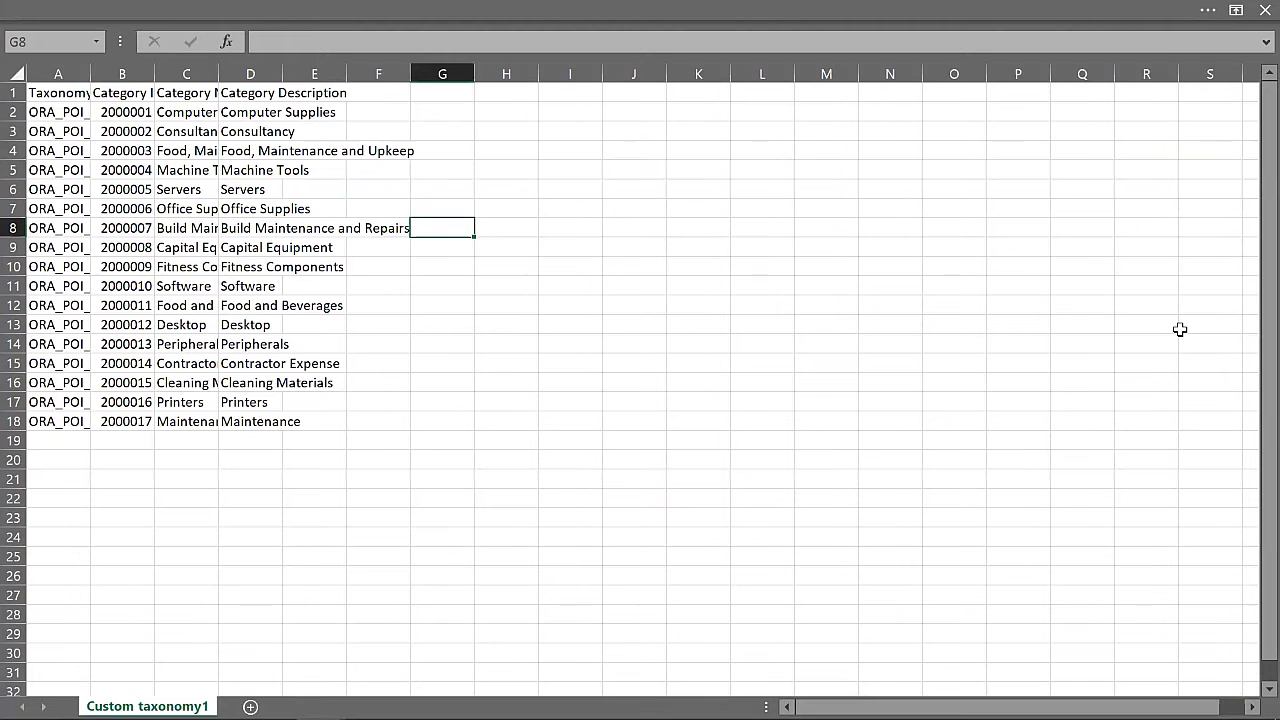 G8 fx
A B C D E F G H I J K L M N O P Q R S
1 Taxonomy Category Category Category Description
2 ORA_POI_ 2000001 Computer Computer Supplies
3 ORA_POI_ 2000002 Consultan Consultancy
4 ORA_POI_ 2000003 Food, Mai Food, Maintenance and Upkeep
5 ORA_POI_ 2000004 Machine T Machine Tools
6 ORA_POI_ 2000005 Servers Servers
7 ORA_POI_ 2000006 Office Sup Office Supplies
8 ORA_POI_ 2000007 Build Mair Build Maintenance and Repairs
9 ORA_POI_ 2000008 Capital Eq Capital Equipment
10 ORA_POI_ 2000009 Fitness Co Fitness Components
11 ORA_POI_ 2000010 Software Software
12 ORA_POI_ 2000011 Food and Food and Beverages
13 ORA_POI_ 2000012 Desktop Desktop
14 ORA_POI_ 2000013 Peripheral Peripherals
15 ORA_POI_ 2000014 Contracto Contractor Expense
16 ORA_POI_ 2000015 Cleaning M Cleaning Materials
17 ORA_POI_ 2000016 Printers Printers
18 ORA_POI_ 2000017 Maintenar Maintenance
19
20
21
22
23
24
25
26
27
28
29
30
31
32
Custom taxonomy1